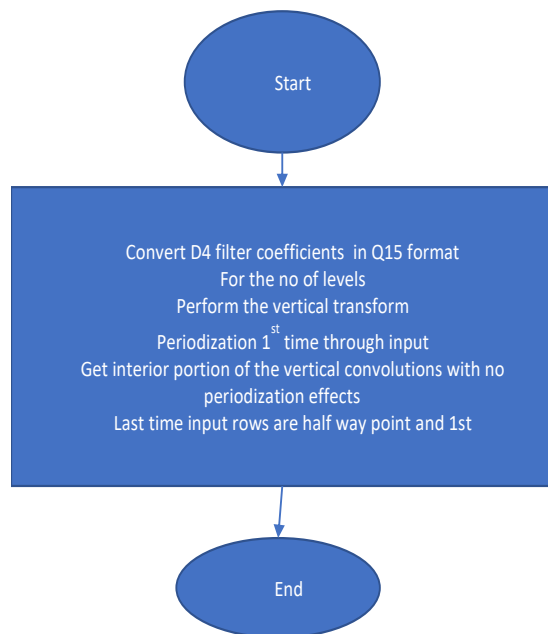 Start
Convert D4 filter coefficients in Q15 format
For the no of levels
Perform the vertical transform
Periodization 1st time through input
Get interior portion of the vertical convolutions with no
periodization effects
Last time input rows are half way point and 1st
End